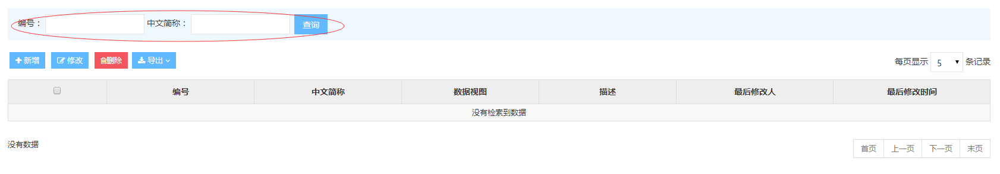 编号： 中文简称： 查询
新增 修改 删除 导出 每页显示 5 条记录
编号 中文简称 数据视图 描述 最后修改人 最后修改时间
没有检索到数据
没有数据 首页 上一页 下一页 末页